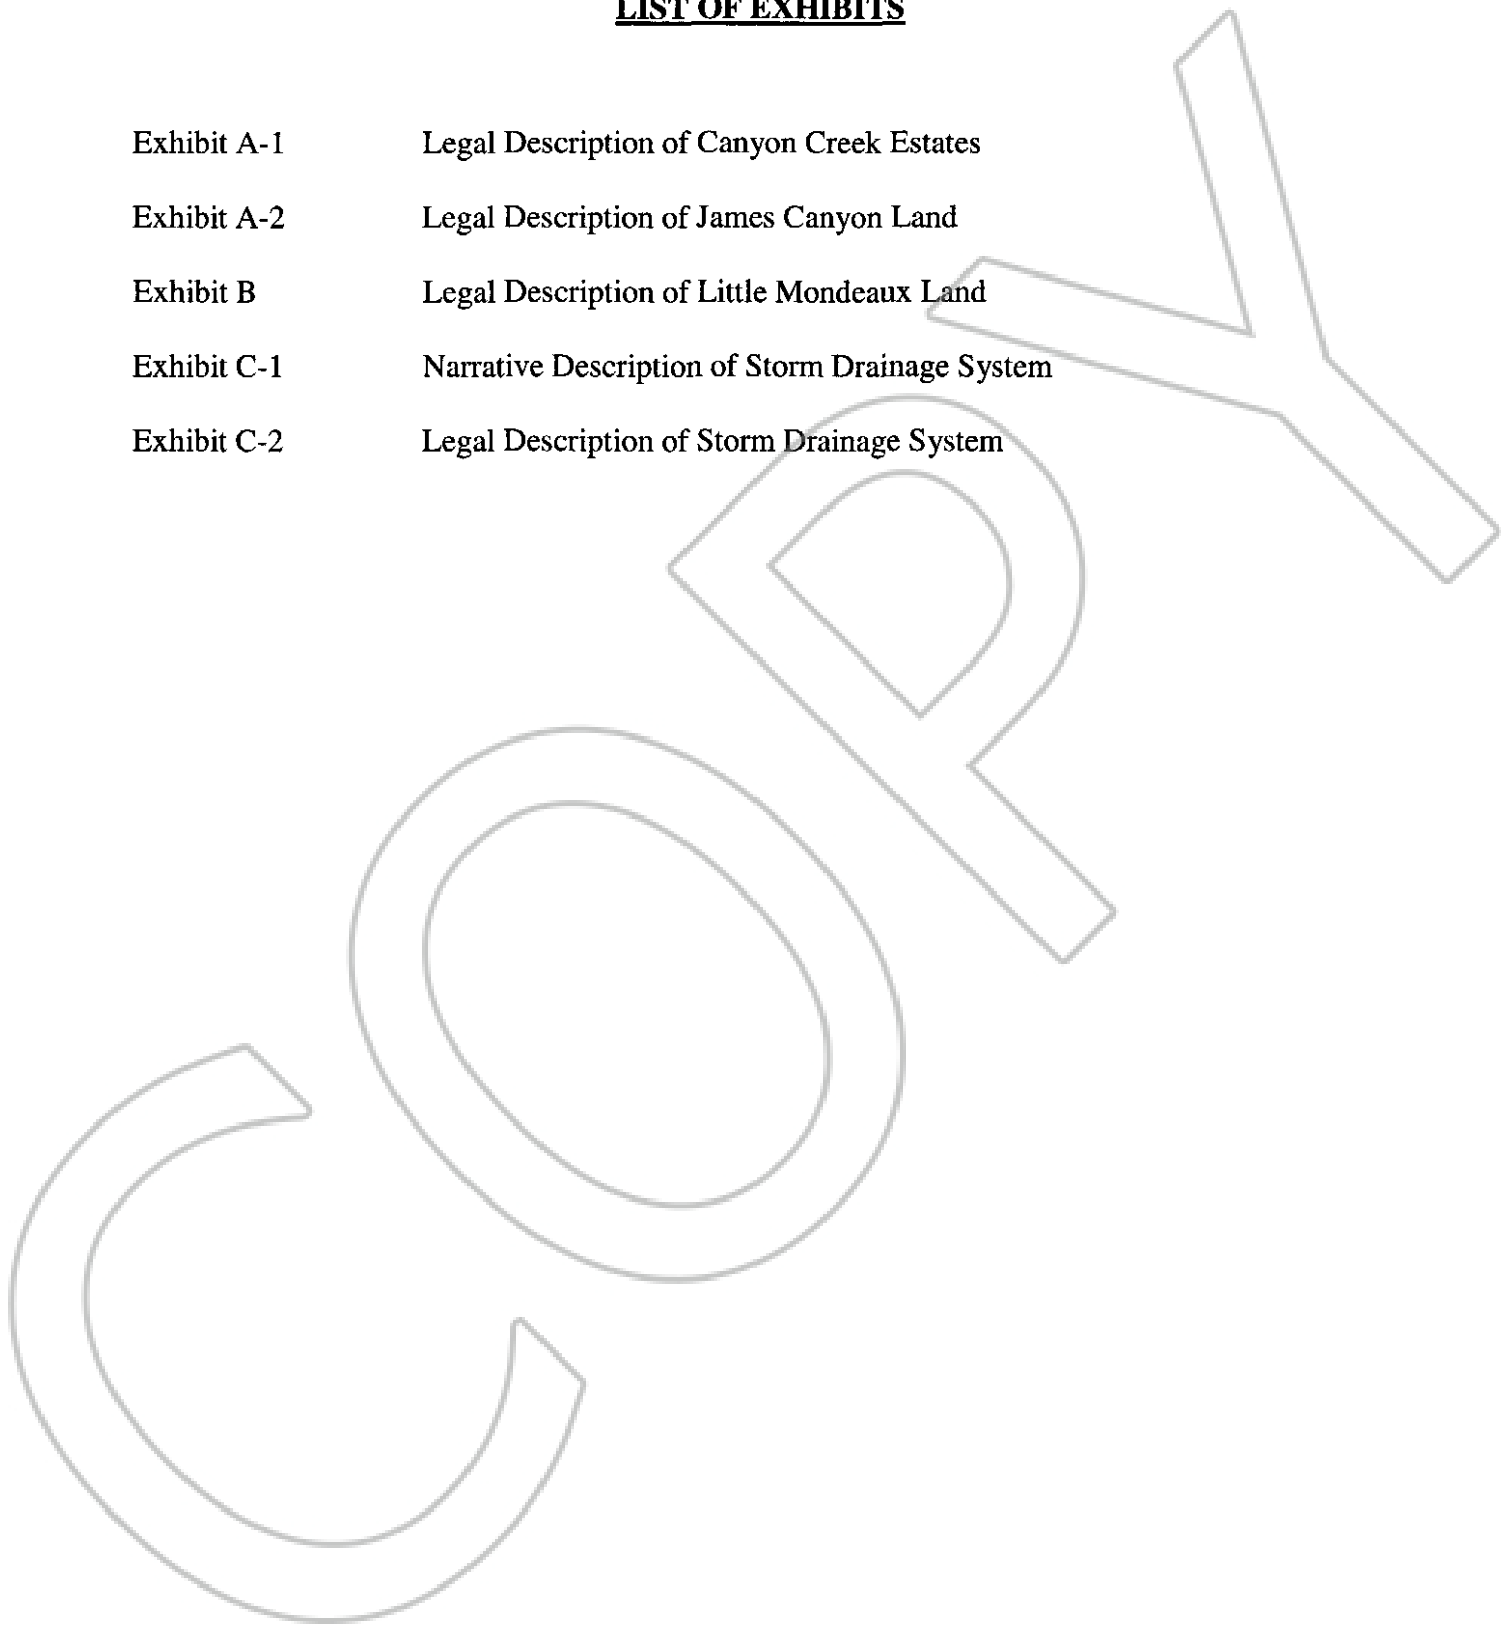 LIST OF EXHIBITS
Exhibit A-1 Legal Description of Canyon Creek Estates
Exhibit A-2 Legal Description of James Canyon Land
Exhibit B Legal Description of Little Mondeaux Land
Exhibit C-1 Narrative Description of Storm Drainage System
Exhibit C-2 Legal Description of Storm Drainage System
COPY